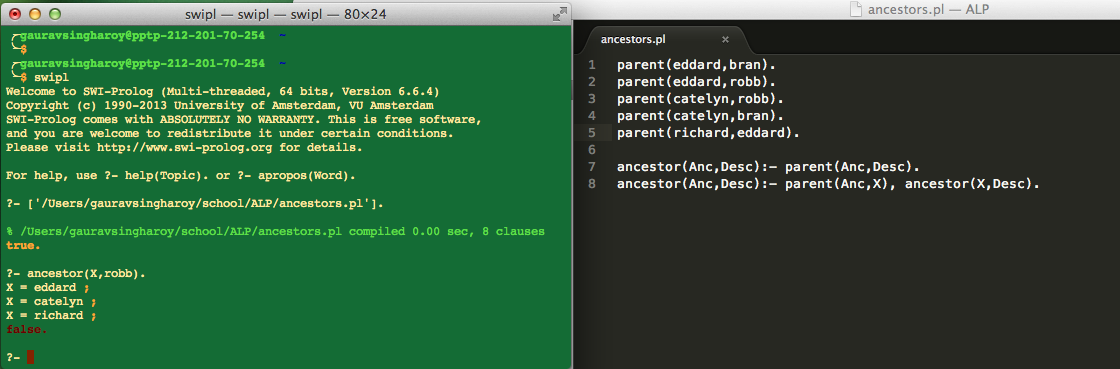 swipl — swipl — swipl — 80×24
gauravsingharoy@pptp-212-201-70-254 ~
$
gauravsingharoy@pptp-212-201-70-254 ~
$ swipl
Welcome to SWI-Prolog (Multi-threaded, 64 bits, Version 6.6.4)
Copyright (c) 1990-2013 University of Amsterdam, VU Amsterdam
SWI-Prolog comes with ABSOLUTELY NO WARRANTY. This is free software,
and you are welcome to redistribute it under certain conditions.
Please visit http://www.swi-prolog.org for details.
For help, use ?- help(Topic). or ?- apropos(Word).
?- ['/Users/gauravsingharoy/school/ALP/ancestors.pl'].
% /Users/gauravsingharoy/school/ALP/ancestors.pl compiled 0.00 sec, 8 clauses
true.
?- ancestor(X,robb).
X = eddard ;
X = catelyn ;
X = richard ;
false.
?-
ancestors.pl — ALP
ancestors.pl ×
1 parent(eddard,bran).
2 parent(eddard,robb).
3 parent(catelyn,robb).
4 parent(catelyn,bran).
5 parent(richard,eddard).
6
7 ancestor(Anc,Desc):- parent(Anc,Desc).
8 ancestor(Anc,Desc):- parent(Anc,X), ancestor(X,Desc).